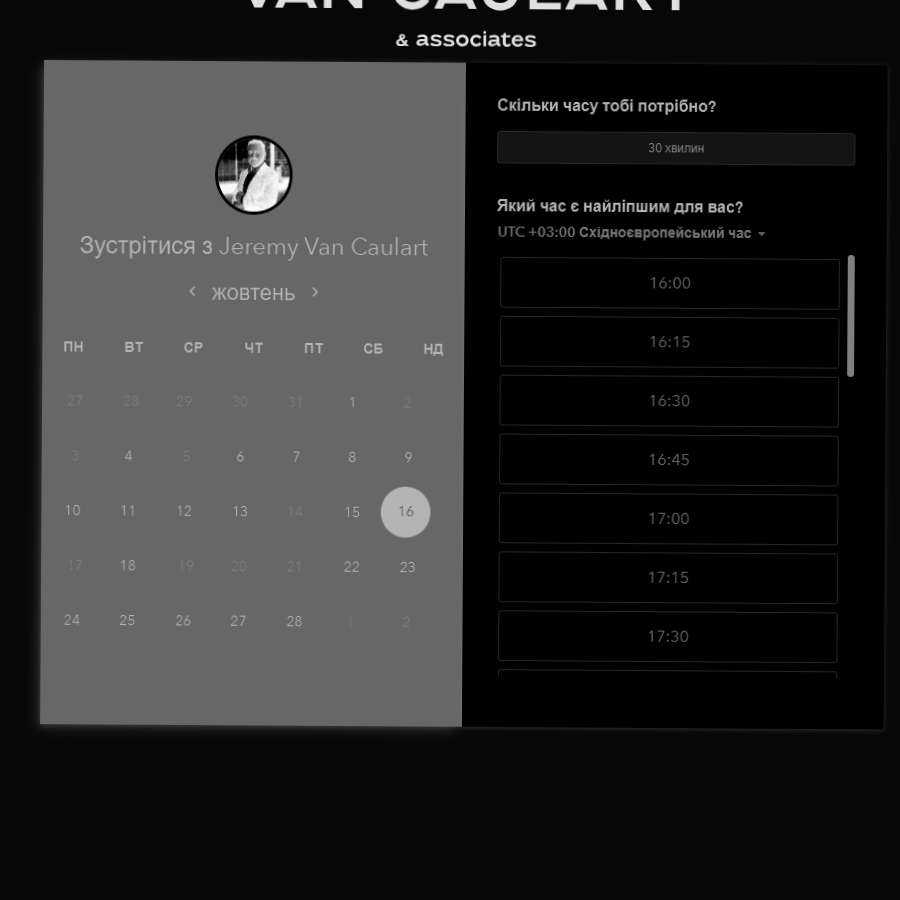 VAN CAULART
& associates
Зустрітися з Jeremy Van Caulart
жовтень
ПН ВТ СР ЧТ ПТ СБ НД
27 28 29 30 31 1 2
3 4 5 6 7 8 9
10 11 12 13 14 15 16
17 18 19 20 21 22 23
24 25 26 27 28 1 2
Скільки часу тобі потрібно?
30 хвилин
Який час є найліпшим для вас?
UTC +03:00 Східноєвропейський час
16:00
16:15
16:30
16:45
17:00
17:15
17:30